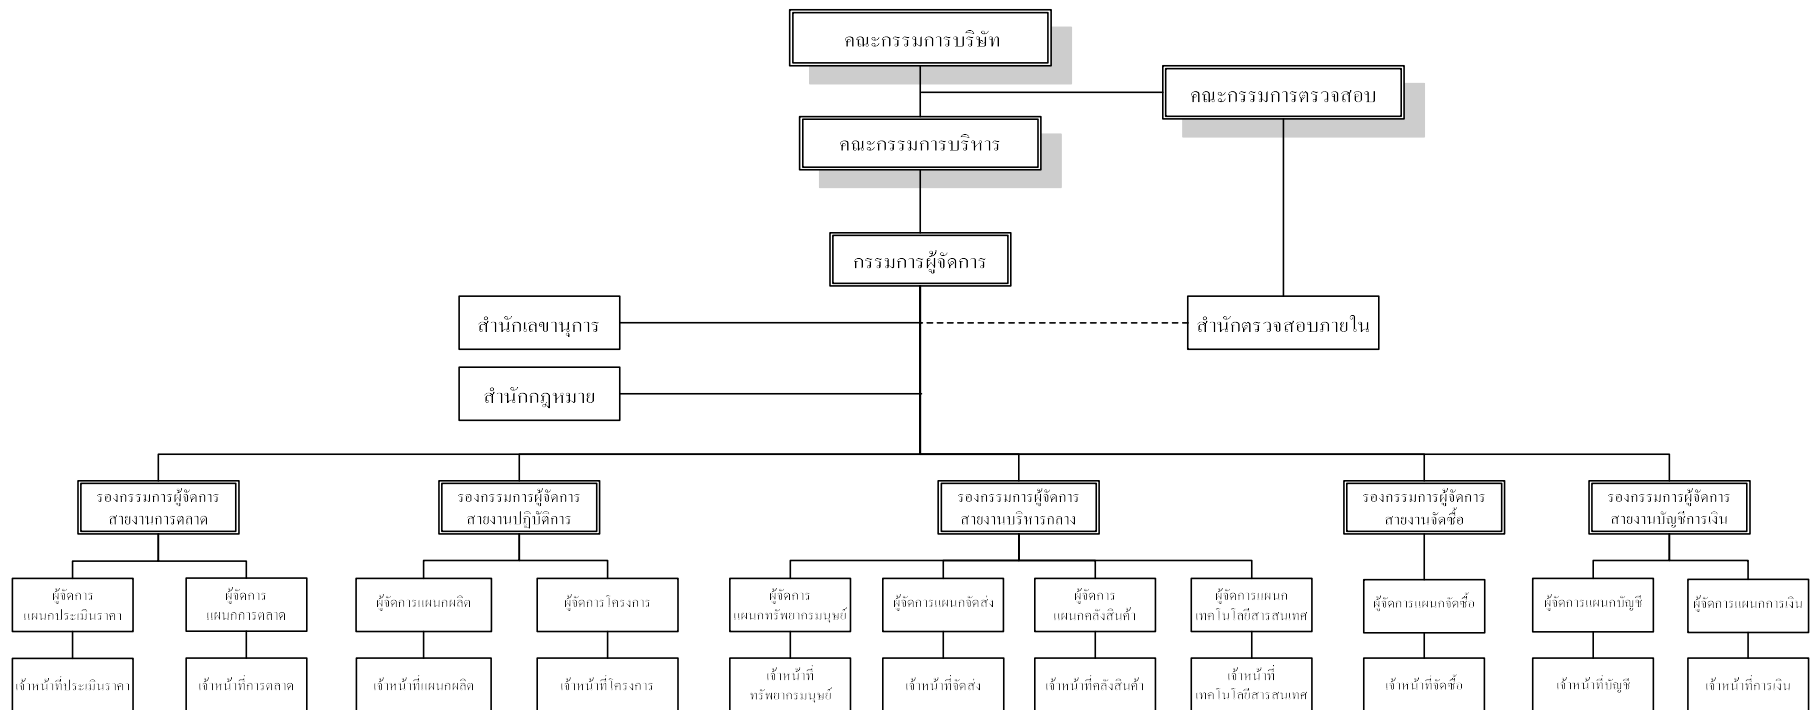 คณะกรรมการบริษัท
คณะกรรมการตรวจสอบ
คณะกรรมการบริหาร
กรรมการผู้จัดการ
สำนักเลขานุการ
สำนักตรวจสอบภายใน
สำนักกฎหมาย
รองกรรมการผู้จัดการ
สายงานการตลาด
รองกรรมการผู้จัดการ
สายงานปฏิบัติการ
รองกรรมการผู้จัดการ
สายงานบริหารกลาง
รองกรรมการผู้จัดการ
สายงานจัดซื้อ
รองกรรมการผู้จัดการ
สายงานบัญชีการเงิน
ผู้จัดการ
แผนกประเมินราคา
ผู้จัดการ
แผนกการตลาด
ผู้จัดการแผนกผลิต
ผู้จัดการโครงการ
ผู้จัดการ
แผนกทรัพยากรมนุษย์
ผู้จัดการแผนกจัดส่ง
ผู้จัดการ
แผนกคลังสินค้า
ผู้จัดการแผนก
เทคโนโลยีสารสนเทศ
ผู้จัดการแผนกจัดซื้อ
ผู้จัดการแผนกบัญชี
ผู้จัดการแผนกการเงิน
เจ้าหน้าที่ประเมินราคา
เจ้าหน้าที่การตลาด
เจ้าหน้าที่แผนกผลิต
เจ้าหน้าที่โครงการ
เจ้าหน้าที่
ทรัพยากรมนุษย์
เจ้าหน้าที่จัดส่ง
เจ้าหน้าที่คลังสินค้า
เจ้าหน้าที่
เทคโนโลยีสารสนเทศ
เจ้าหน้าที่จัดซื้อ
เจ้าหน้าที่บัญชี
เจ้าหน้าที่การเงิน